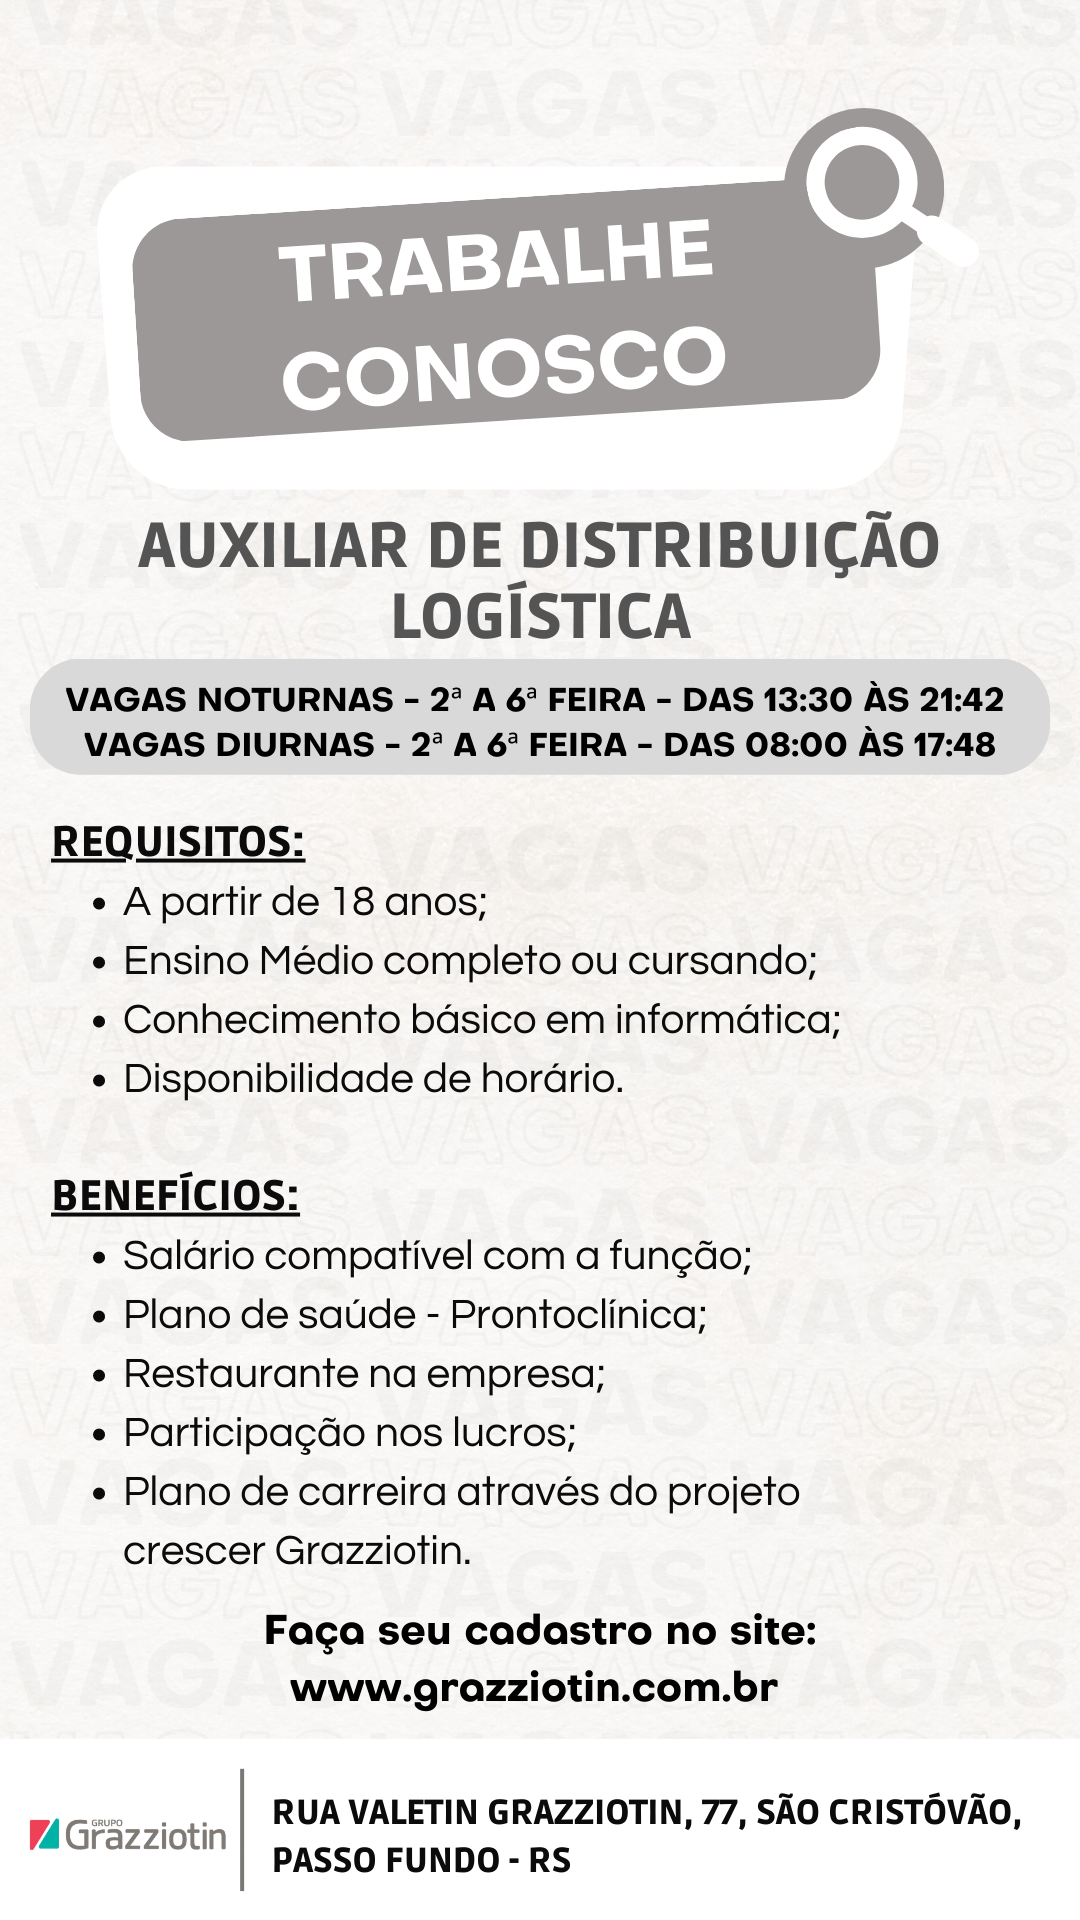 TRABALHE
CONOSCO
AUXILIAR DE DISTRIBUIÇÃO
LOGÍSTICA
VAGAS NOTURNAS – 2ª A 6ª FEIRA – DAS 13:30 ÀS 21:42
VAGAS DIURNAS – 2ª A 6ª FEIRA – DAS 08:00 ÀS 17:48
REQUISITOS:
• A partir de 18 anos;
• Ensino Médio completo ou cursando;
• Conhecimento básico em informática;
• Disponibilidade de horário.
BENEFÍCIOS:
• Salário compatível com a função;
• Plano de saúde - Prontoclínica;
• Restaurante na empresa;
• Participação nos lucros;
• Plano de carreira através do projeto
crescer Grazziotin.
Faça seu cadastro no site:
www.grazziotin.com.br
GRUPO
Grazziotin
RUA VALETIN GRAZZIOTIN, 77, SÃO CRISTÓVÃO,
PASSO FUNDO - RS